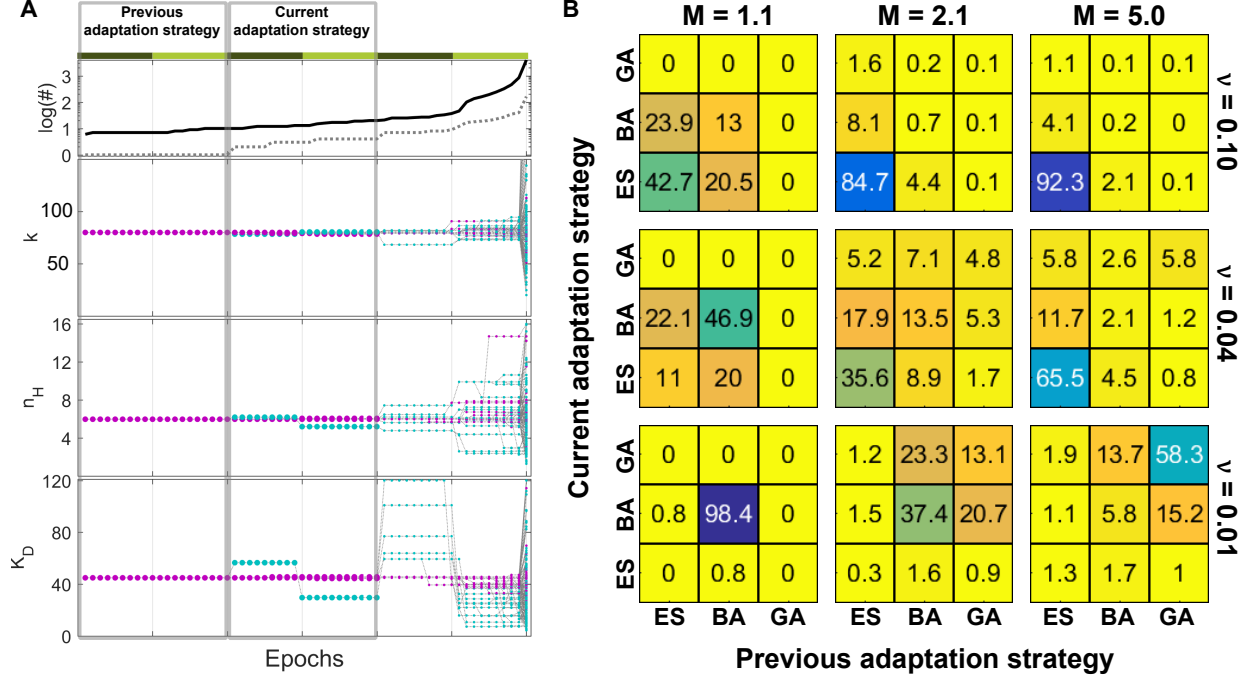 A
Previous
adaptation strategy
Current
adaptation strategy
log(#)
3
2
1
0
k
100
50
n_H
16
12
8
4
K_D
120
80
40
0
Epochs
B
M = 1.1
M = 2.1
M = 5.0
Current adaptation strategy
GA
0 0 0
1.6 0.2 0.1
1.1 0.1 0.1
BA
23.9 13 0
8.1 0.7 0.1
4.1 0.2 0
ES
42.7 20.5 0
84.7 4.4 0.1
92.3 2.1 0.1
ν = 0.10
GA
0 0 0
5.2 7.1 4.8
5.8 2.6 5.8
BA
22.1 46.9 0
17.9 13.5 5.3
11.7 2.1 1.2
ES
11 20 0
35.6 8.9 1.7
65.5 4.5 0.8
ν = 0.04
GA
0 0 0
1.2 23.3 13.1
1.9 13.7 58.3
BA
0.8 98.4 0
1.5 37.4 20.7
1.1 5.8 15.2
ES
0 0.8 0
0.3 1.6 0.9
1.3 1.7 1
ν = 0.01
ES BA GA
ES BA GA
ES BA GA
Previous adaptation strategy